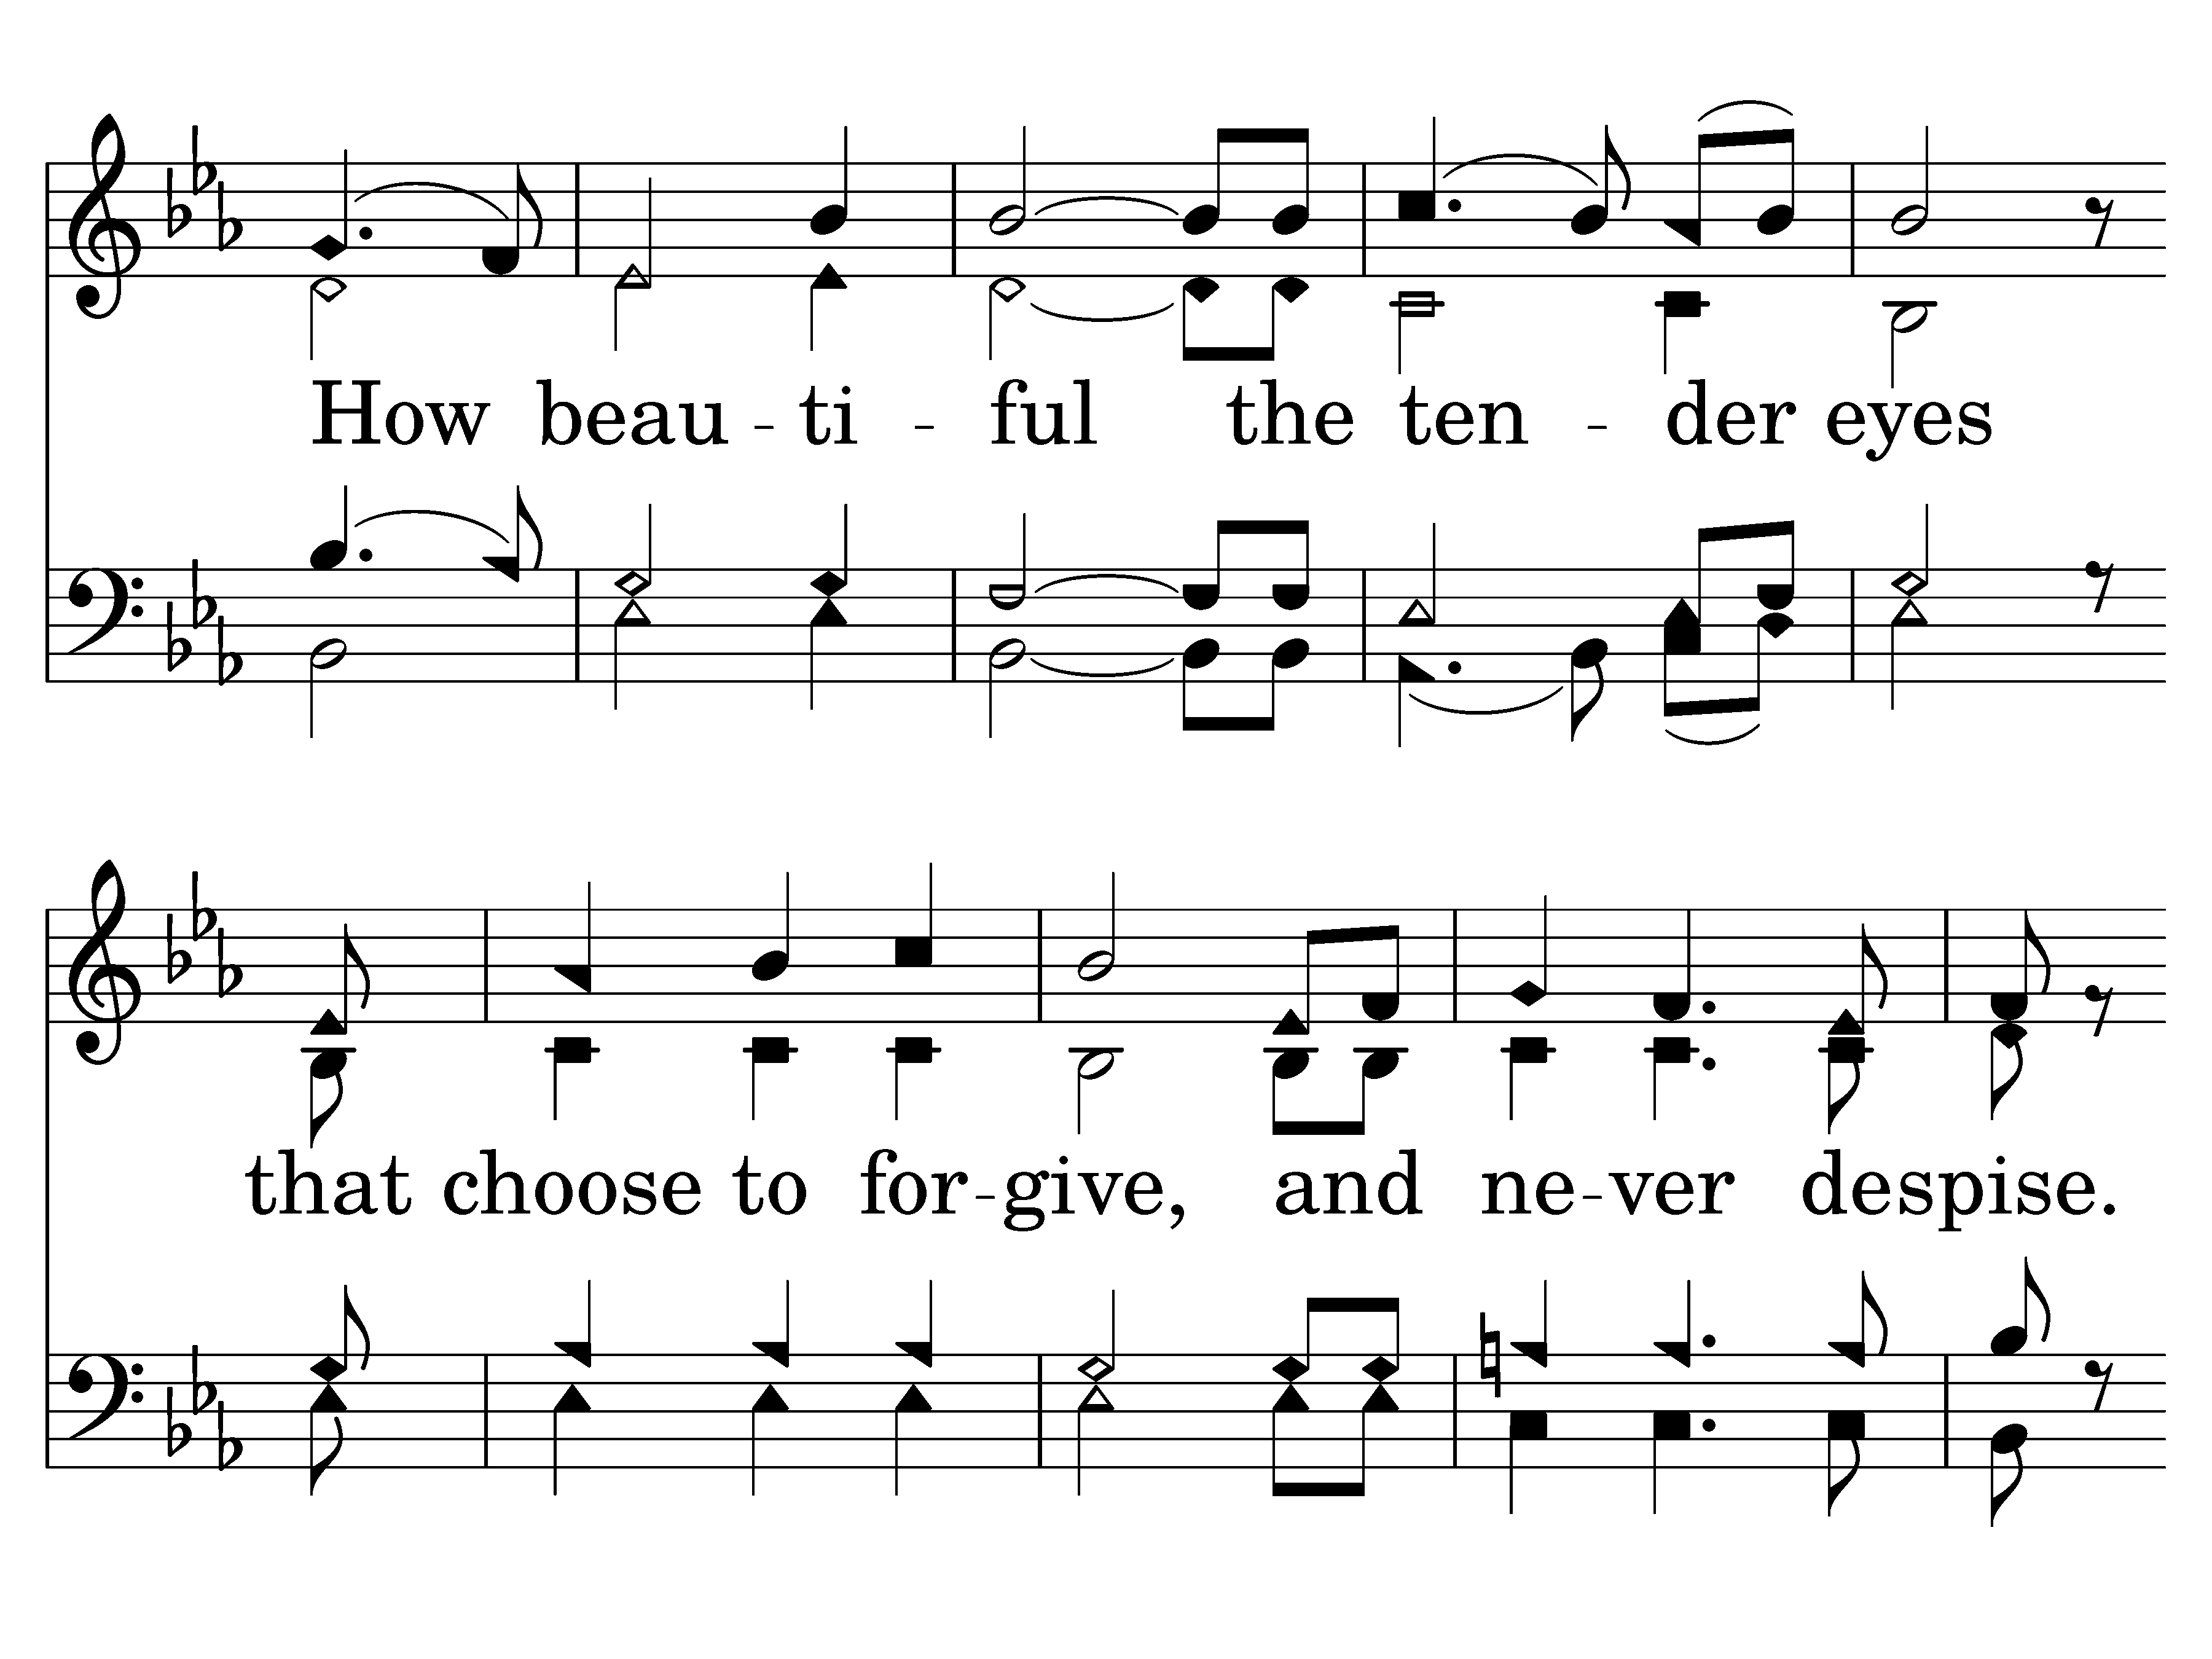 How beau - ti - ful the ten - der eyes
that choose to for - give, and ne - ver despise.